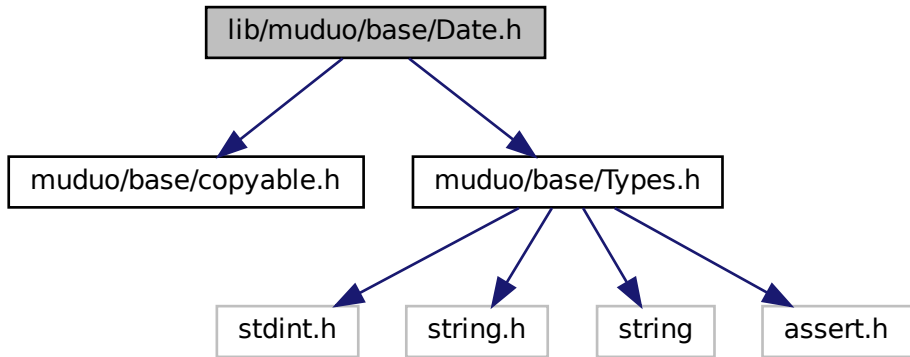 lib/muduo/base/Date.h
muduo/base/copyable.h
muduo/base/Types.h
stdint.h
string.h
string
assert.h